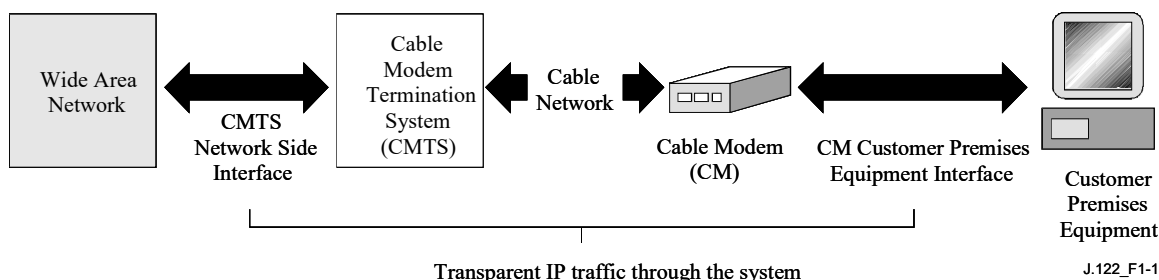 Wide Area
Network
CMTS
Network Side
Interface
Cable
Modem
Termination
System
(CMTS)
Cable
Network
Cable Modem
(CM)
CM Customer Premises
Equipment Interface
Customer
Premises
Equipment
Transparent IP traffic through the system
J.122_F1-1